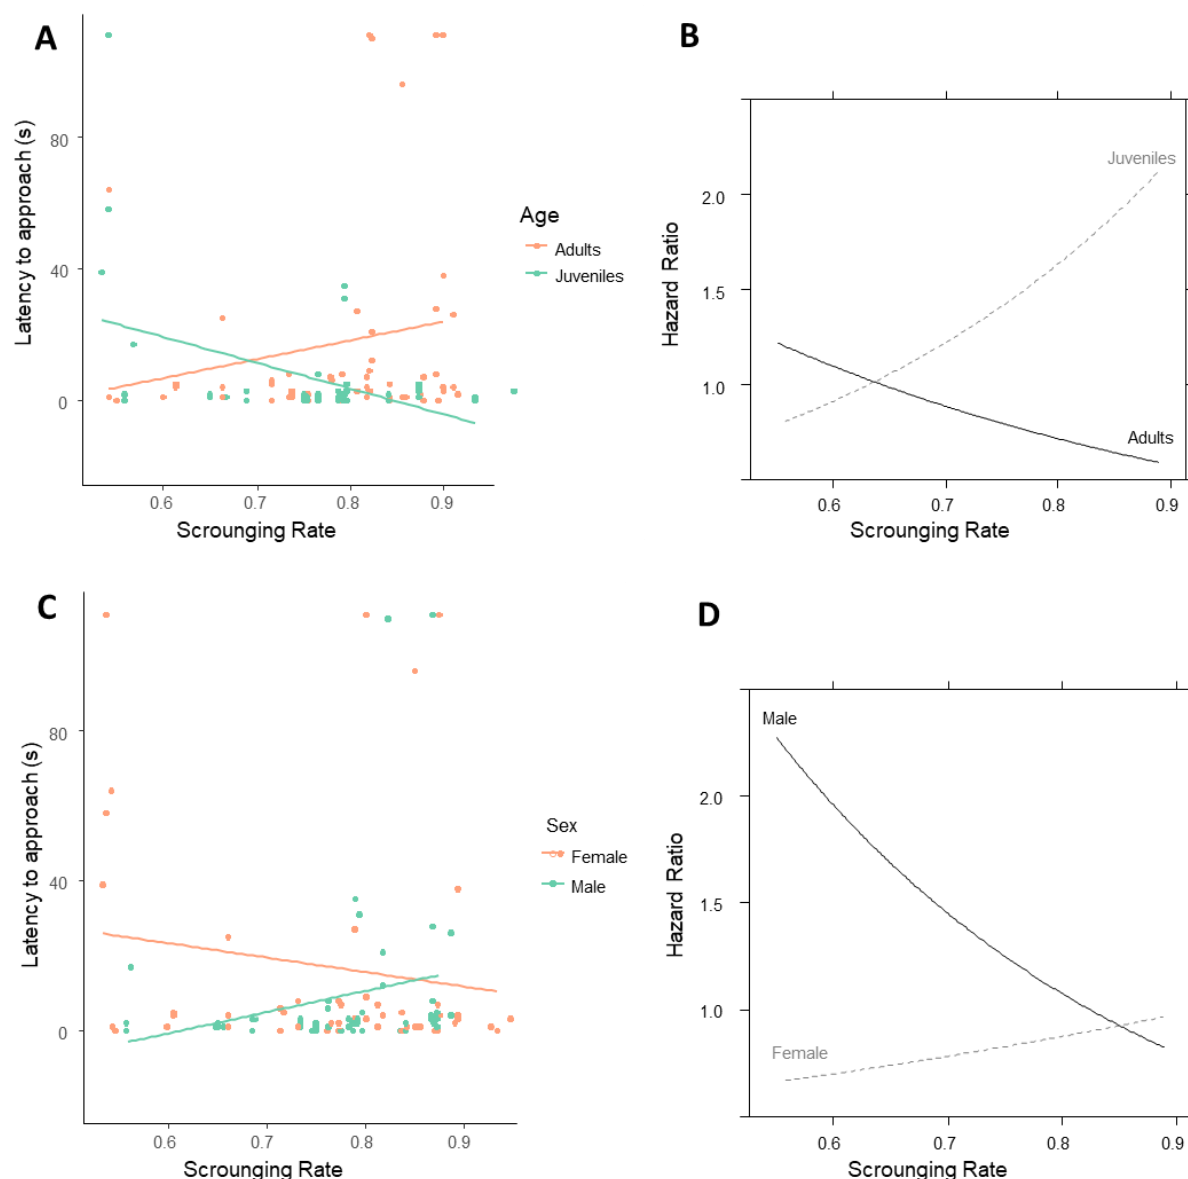 A
Latency to approach (s)
80
40
0
0.6 0.7 0.8 0.9
Scrounging Rate
Age
Adults
Juveniles
B
Hazard Ratio
2.0
1.5
1.0
Juveniles
Adults
0.6 0.7 0.8 0.9
Scrounging Rate
C
Latency to approach (s)
80
40
0
0.6 0.7 0.8 0.9
Scrounging Rate
Sex
Female
Male
D
Hazard Ratio
2.0
1.5
1.0
Male
Female
0.6 0.7 0.8 0.9
Scrounging Rate